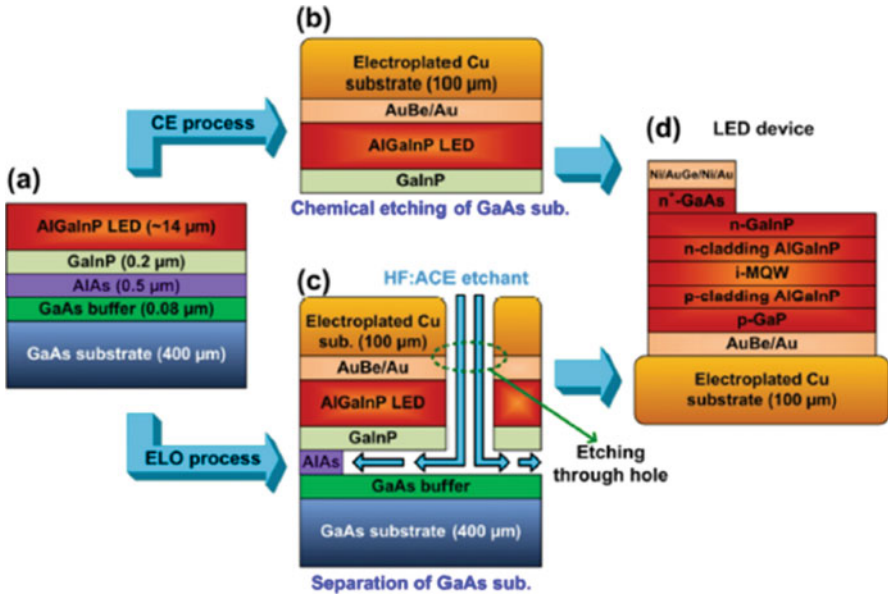 (a)
AlGaInP LED (~14 µm)
GaInP (0.2 µm)
AlAs (0.5 µm)
GaAs buffer (0.08 µm)
GaAs substrate (400 µm)
CE process
ELO process
(b)
Electroplated Cu
substrate (100 µm)
AuBe/Au
AlGaInP LED
GaInP
Chemical etching of GaAs sub.
(c)
HF:ACE etchant
Electroplated Cu
sub. (100 µm)
AuBe/Au
AlGaInP LED
GaInP
AlAs
GaAs buffer
GaAs substrate (400 µm)
Etching
through hole
Separation of GaAs sub.
(d)
LED device
Ni/AuGe/Ni/Au
n⁺-GaAs
n-GaInP
n-cladding AlGaInP
i-MQW
p-cladding AlGaInP
p-GaP
AuBe/Au
Electroplated Cu
substrate (100 µm)